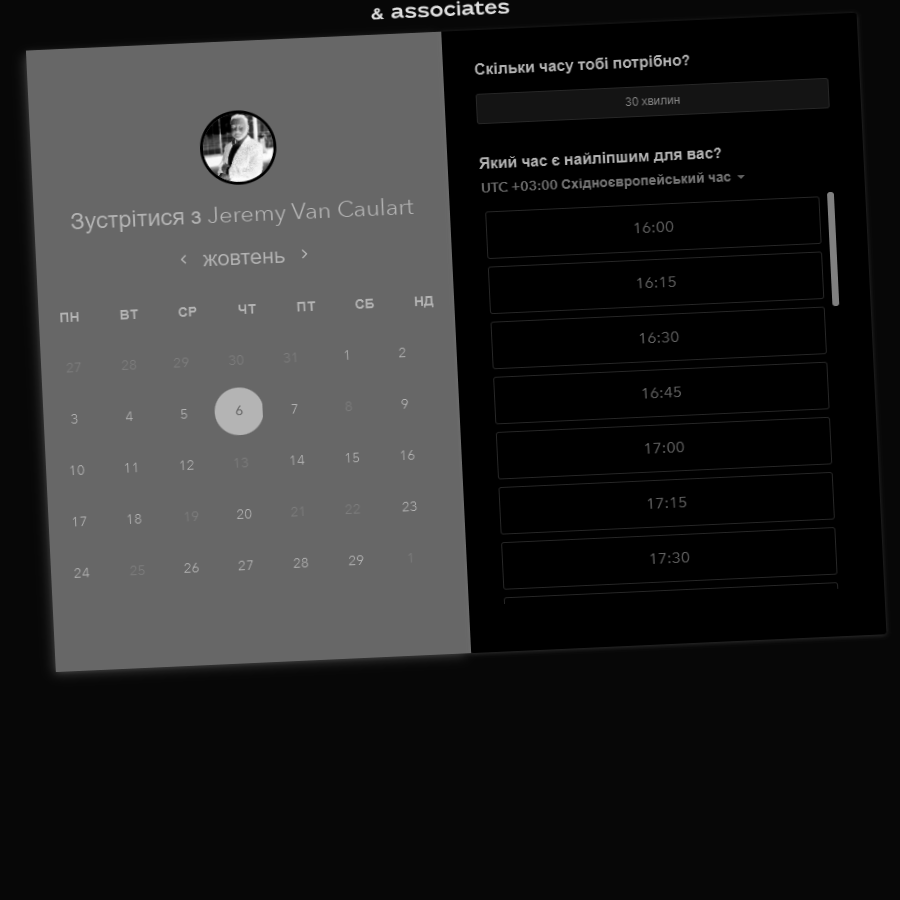 & associates
Зустрітися з Jeremy Van Caulart
жовтень
ПН ВТ СР ЧТ ПТ СБ НД
27 28 29 30 31 1 2
3 4 5 6 7 8 9
10 11 12 13 14 15 16
17 18 19 20 21 22 23
24 25 26 27 28 29 1
Скільки часу тобі потрібно?
30 хвилин
Який час є найліпшим для вас?
UTC +03:00 Східноєвропейський час
16:00
16:15
16:30
16:45
17:00
17:15
17:30